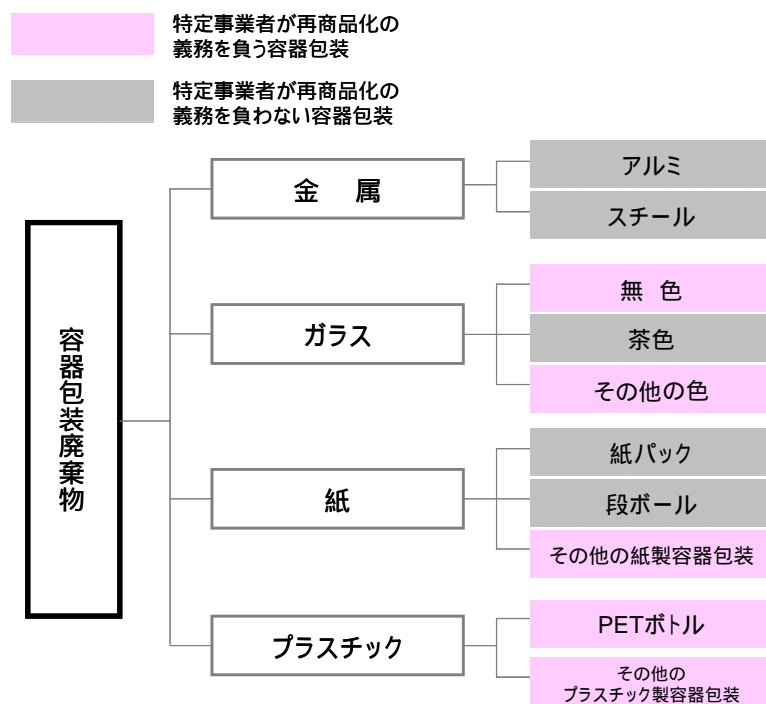 特定事業者が再商品化の
義務を負う容器包装
特定事業者が再商品化の
義務を負わない容器包装
容器包装廃棄物
金 属
アルミ
スチール
ガラス
無 色
茶色
その他の色
紙
紙パック
段ボール
その他の紙製容器包装
プラスチック
PETボトル
その他の
プラスチック製容器包装